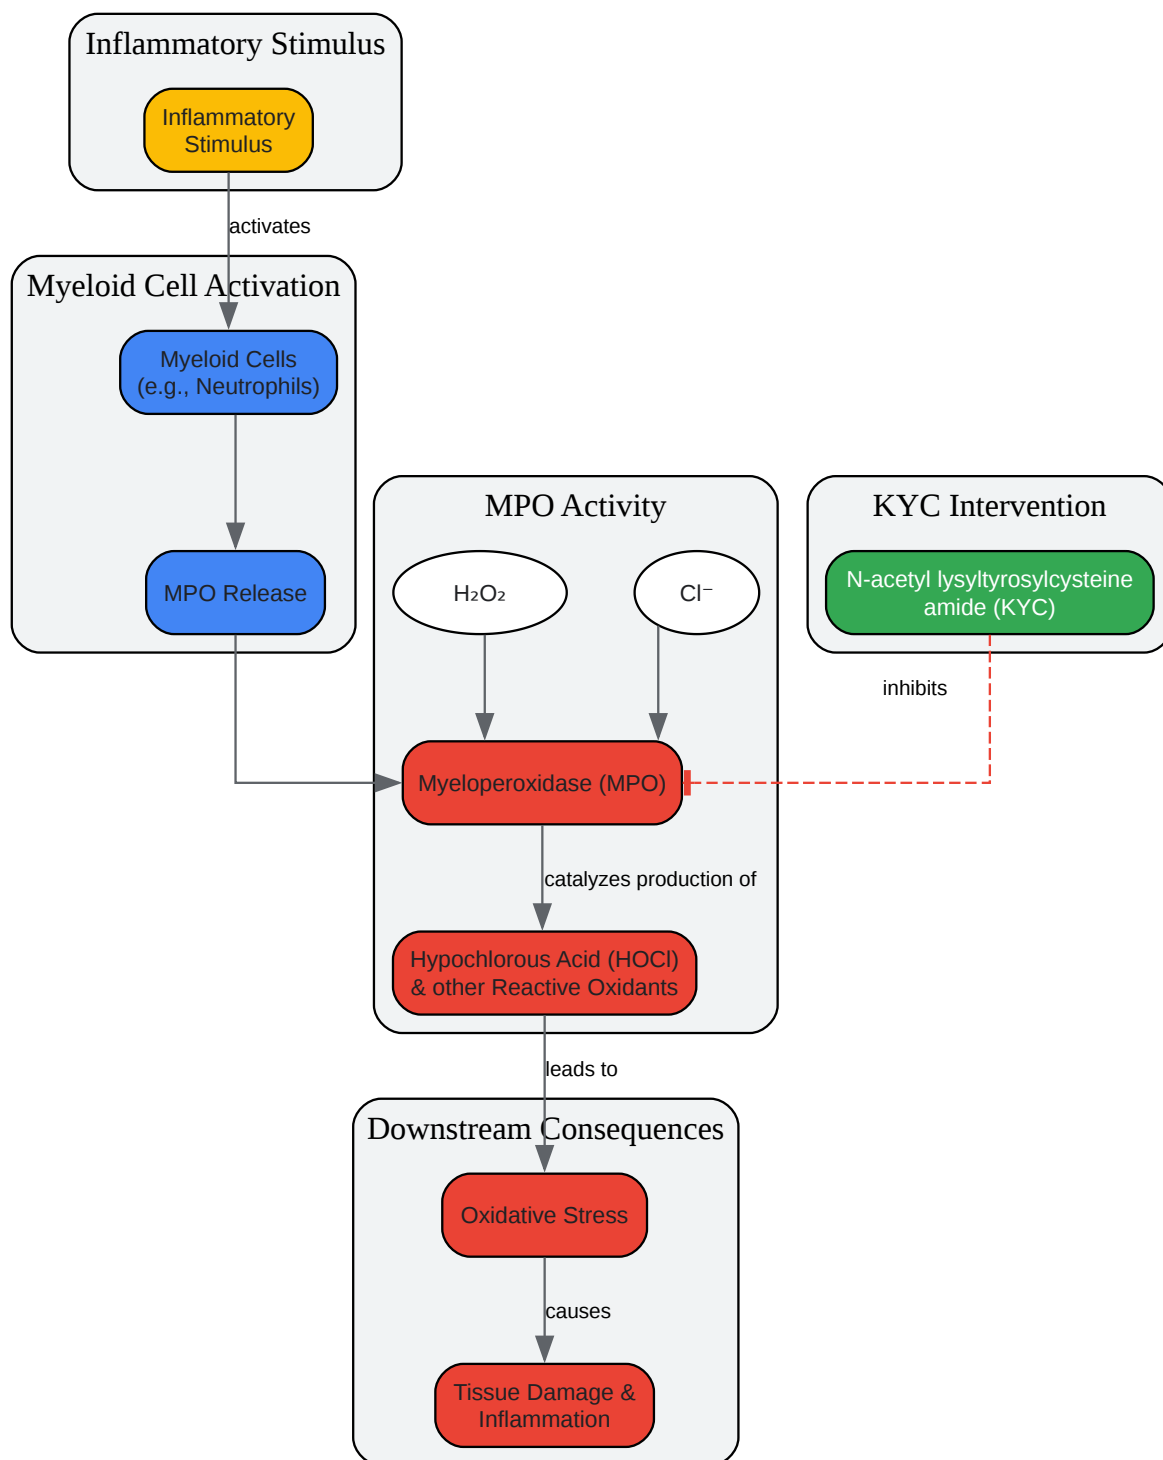 Inflammatory Stimulus
Inflammatory
Stimulus
activates
Myeloid Cell Activation
Myeloid Cells
(e.g., Neutrophils)
MPO Release
MPO Activity
H₂O₂
Cl⁻
KYC Intervention
N-acetyl lysyltyrosylcysteine
amide (KYC)
inhibits
Myeloperoxidase (MPO)
catalyzes production of
Hypochlorous Acid (HOCl)
& other Reactive Oxidants
leads to
Downstream Consequences
Oxidative Stress
causes
Tissue Damage &
Inflammation